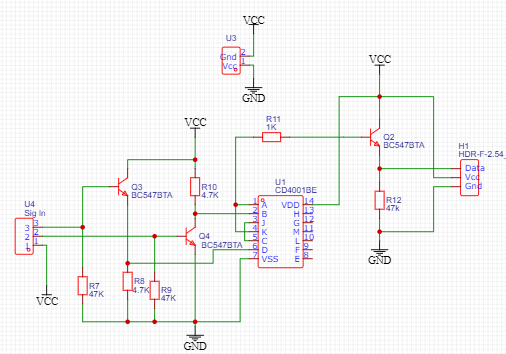 VCC
U3
Gnd 2
Vcc 1
GND
VCC
VCC
R11
1K
Q2
BC547BTA
H1
HDR-F-2.54_
Data
Vcc
Gnd
R12
47k
GND
Q3
BC547BTA
R10
4.7K
U1
CD4001BE
1 A VDD 14
2 B H 13
3 J G 12
4 K M 11
5 C L 10
6 D F 9
7 VSS E 8
U4
Sig In
3 3
2 2
1 1
Q4
BC547BTA
VCC
R7
47K
R8
4.7K
R9
47K
GND